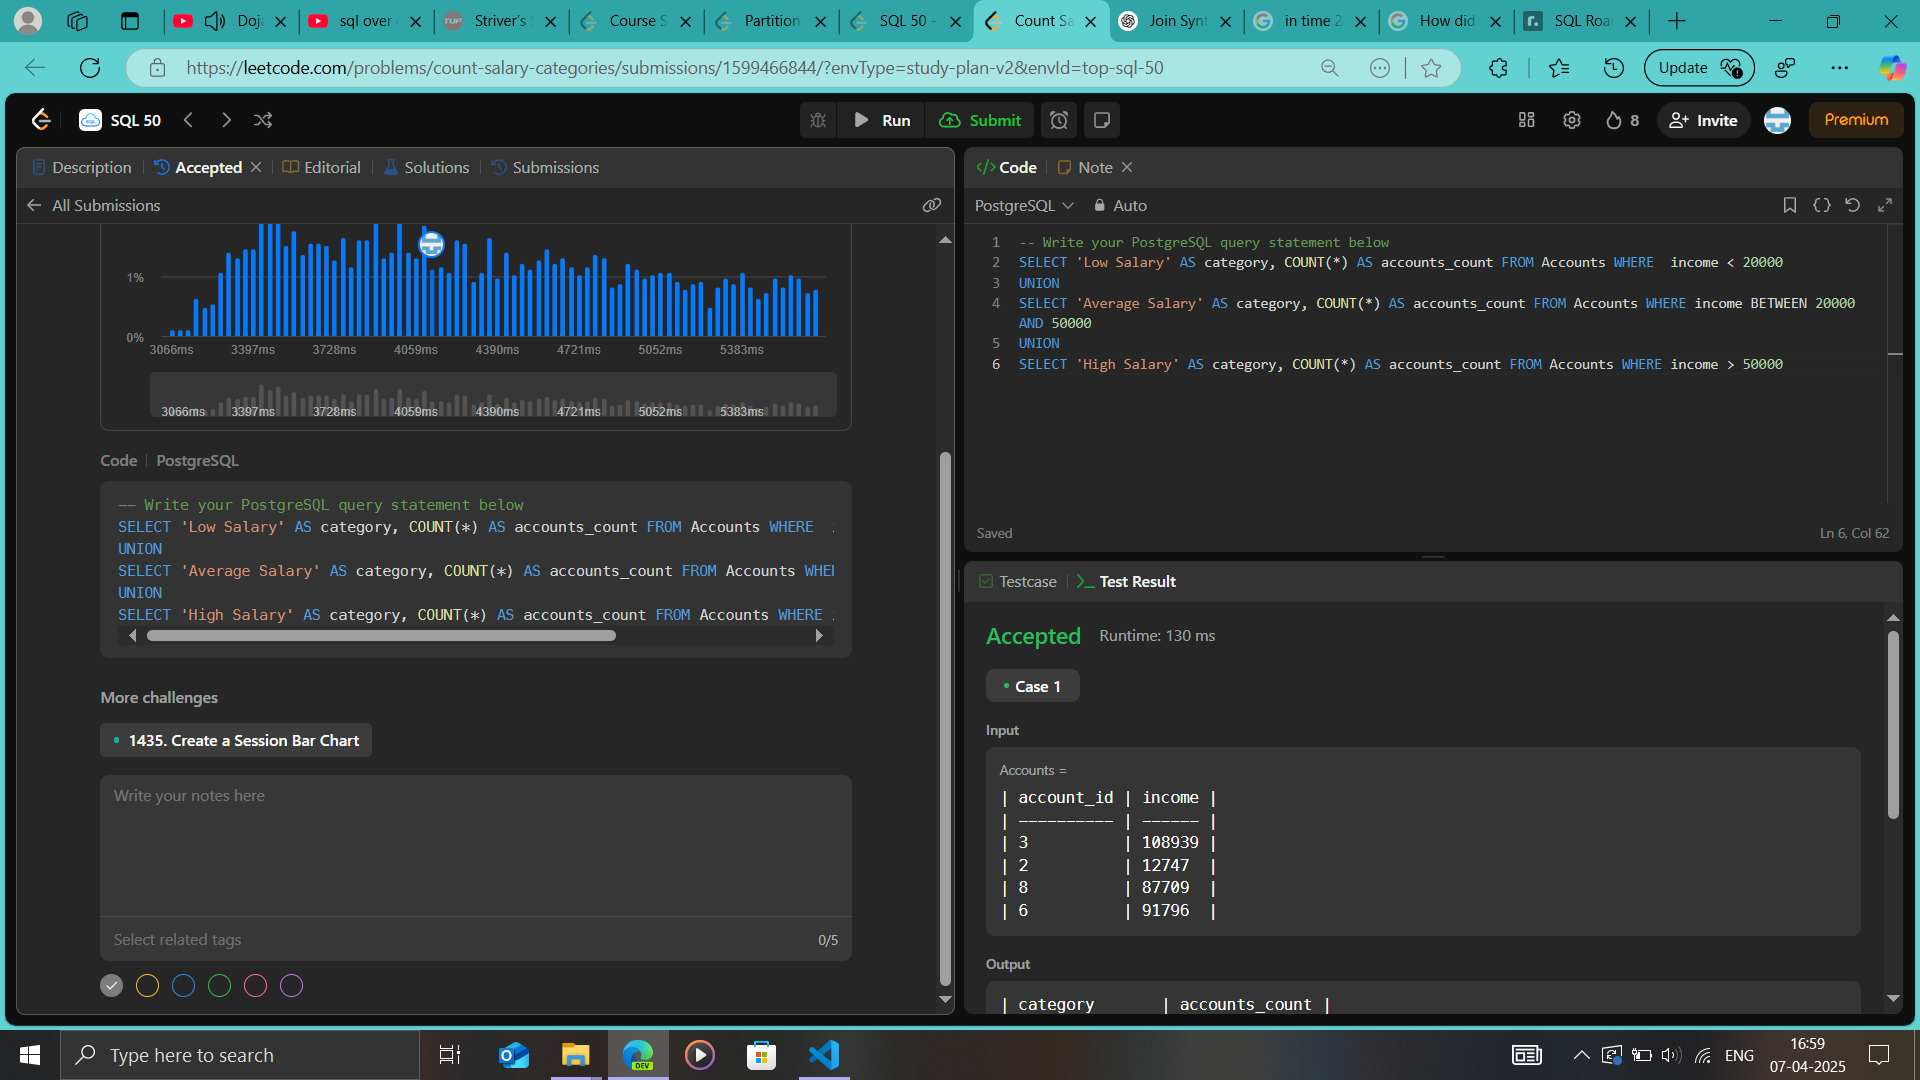 Doja
sql over
Striver's S
Course S
Partition
SQL 50 -
Count Sa
Join Synt
in time 2
How did
SQL Roa
https://leetcode.com/problems/count-salary-categories/submissions/1599466844/?envType=study-plan-v2&envId=top-sql-50
Update
SQL 50
Run
Submit
8
Invite
Premium
Description
Accepted
Editorial
Solutions
Submissions
All Submissions
1%
0%
3066ms 3397ms 3728ms 4059ms 4390ms 4721ms 5052ms 5383ms
3066ms 3397ms 3728ms 4059ms 4390ms 4721ms 5052ms 5383ms
Code | PostgreSQL
-- Write your PostgreSQL query statement below
SELECT 'Low Salary' AS category, COUNT(*) AS accounts_count FROM Accounts WHERE
UNION
SELECT 'Average Salary' AS category, COUNT(*) AS accounts_count FROM Accounts WHER
UNION
SELECT 'High Salary' AS category, COUNT(*) AS accounts_count FROM Accounts WHERE
More challenges
1435. Create a Session Bar Chart
Write your notes here
Select related tags
0/5
</> Code
Note
PostgreSQL
Auto
1 -- Write your PostgreSQL query statement below
2 SELECT 'Low Salary' AS category, COUNT(*) AS accounts_count FROM Accounts WHERE  income < 20000
3 UNION
4 SELECT 'Average Salary' AS category, COUNT(*) AS accounts_count FROM Accounts WHERE income BETWEEN 20000
AND 50000
5 UNION
6 SELECT 'High Salary' AS category, COUNT(*) AS accounts_count FROM Accounts WHERE income > 50000
Saved
Ln 6, Col 62
Testcase
Test Result
Accepted
Runtime: 130 ms
Case 1
Input
Accounts =
| account_id | income |
| ---------- | ------ |
| 3          | 108939 |
| 2          | 12747  |
| 8          | 87709  |
| 6          | 91796  |
Output
| category       | accounts_count |
Type here to search
DEV
ENG
16:59
07-04-2025